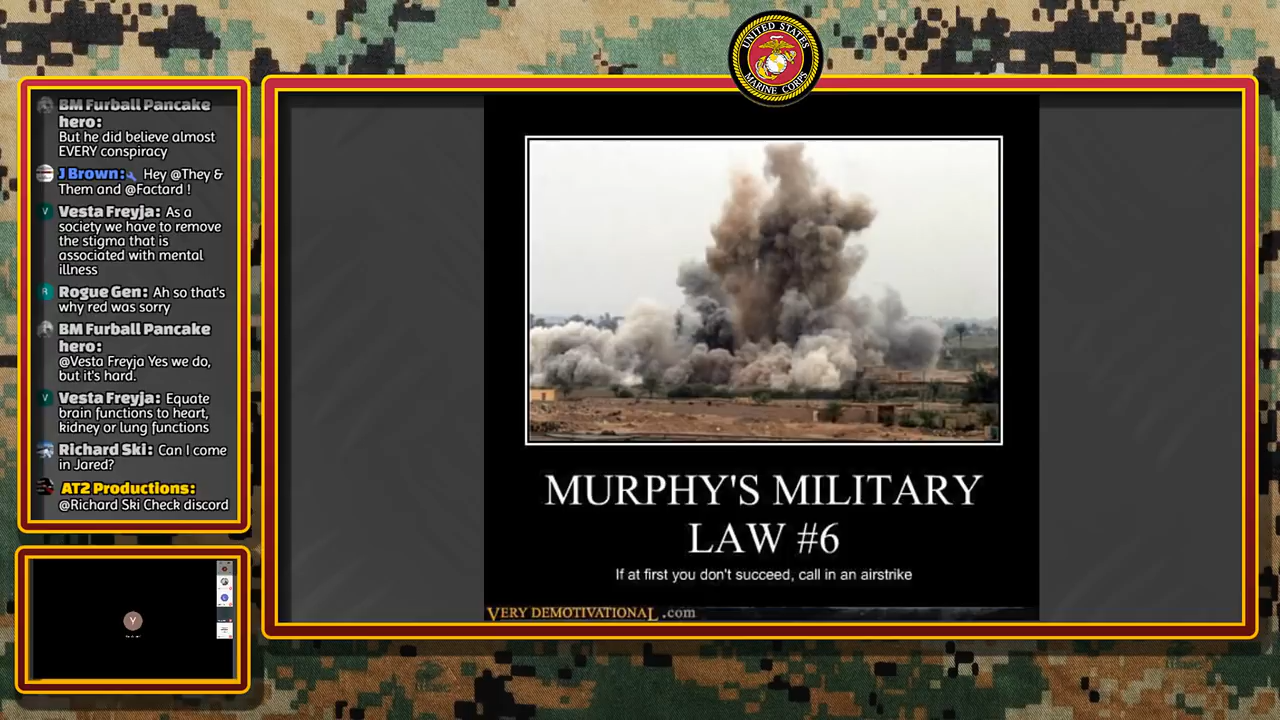 UNITED STATES
MARINE CORPS
BM Furball Pancake
hero:
But he did believe almost
EVERY conspiracy
J Brown: Hey @They &
Them and @Factard !
V
Vesta Freyja: As a
society we have to remove
the stigma that is
associated with mental
illness
R
Rogue Gen: Ah so that's
why red was sorry
BM Furball Pancake
hero:
@Vesta Freyja Yes we do,
but it's hard.
V
Vesta Freyja: Equate
brain functions to heart,
kidney or lung functions
Richard Ski: Can I come
in Jared?
AT2 Productions:
@Richard Ski Check discord
Y
MURPHY'S MILITARY
LAW #6
If at first you don't succeed, call in an airstrike
VERY DEMOTIVATIONAL .com